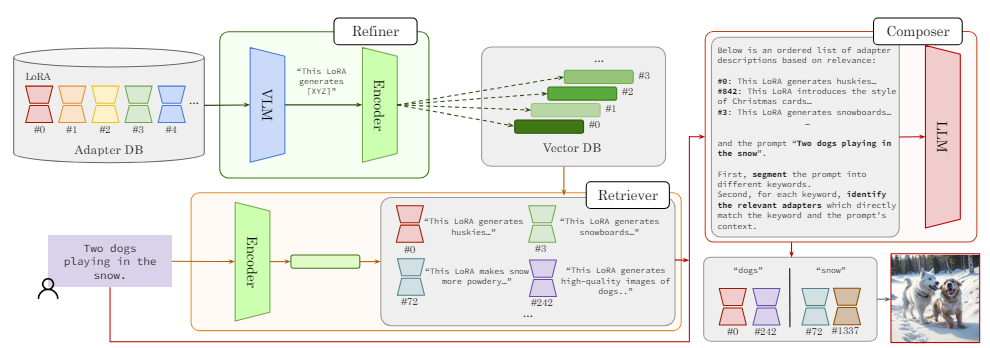 Refiner
LoRA
#0
#1
#2
#3
#4
...
Adapter DB
VLM
“This LoRA
generates
[XYZ]”
Encoder
...
#3
#2
#1
#0
Vector DB
Composer
Below is an ordered list of adapter
descriptions based on relevance:
#0: This LoRA generates huskies…
#842: This LoRA introduces the style
of Christmas cards…
#3: This LoRA generates snowboards…
…
and the prompt “Two dogs playing in
the snow”.
First, segment the prompt into
different keywords.
Second, for each keyword, identify
the relevant adapters which directly
match the keyword and the prompt’s
context.
LLM
Retriever
Two dogs
playing in the
snow.
Encoder
“This LoRA generates
huskies…”
#0
“This LoRA generates
snowboards…”
#3
“This LoRA makes snow
more powdery…”
#72
“This LoRA generates
high-quality images of
dogs..”
#242
...
“dogs”
#0
#242
“snow”
#72
#1337